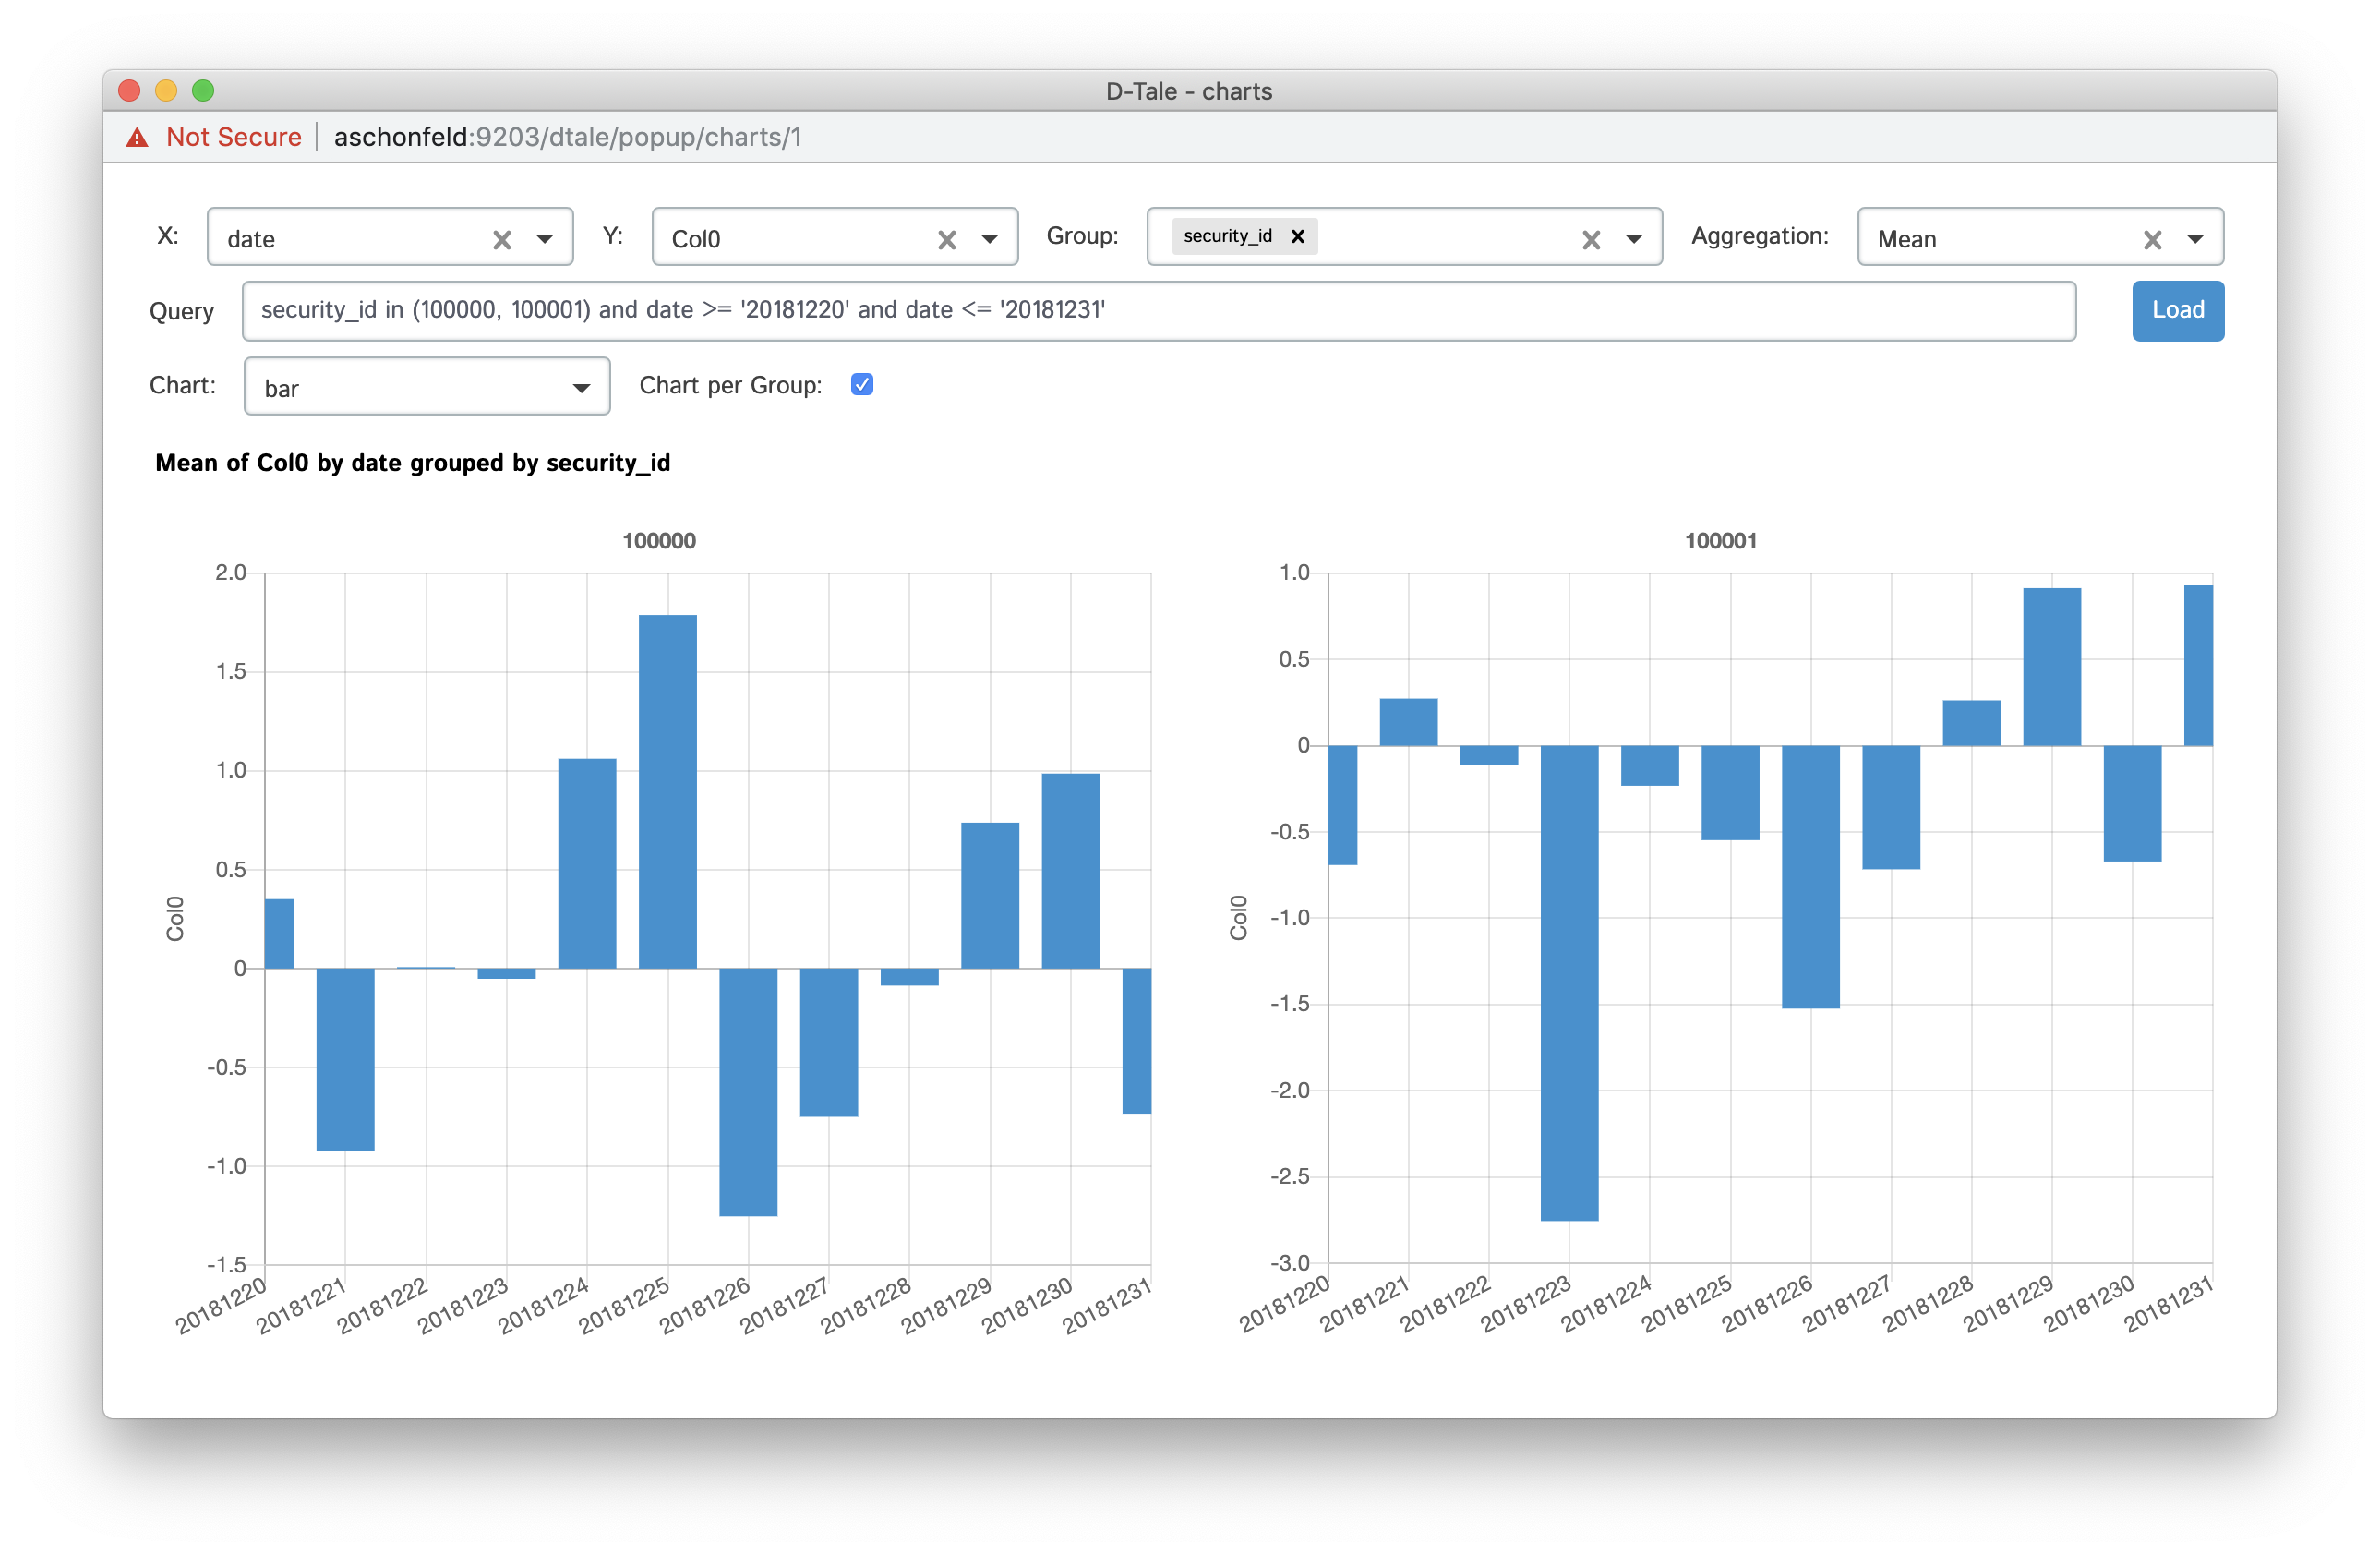 D-Tale - charts
Not Secure aschonfeld:9203/dtale/popup/charts/1
X: date Y: Col0 Group: security_id Aggregation: Mean
Query security_id in (100000, 100001) and date >= '20181220' and date <= '20181231' Load
Chart: bar Chart per Group:
Mean of Col0 by date grouped by security_id
100000
2.0
1.5
1.0
0.5
0
-0.5
-1.0
-1.5
Col0
20181220 20181221 20181222 20181223 20181224 20181225 20181226 20181227 20181228 20181229 20181230 20181231
100001
1.0
0.5
0
-0.5
-1.0
-1.5
-2.0
-2.5
-3.0
Col0
20181220 20181221 20181222 20181223 20181224 20181225 20181226 20181227 20181228 20181229 20181230 20181231